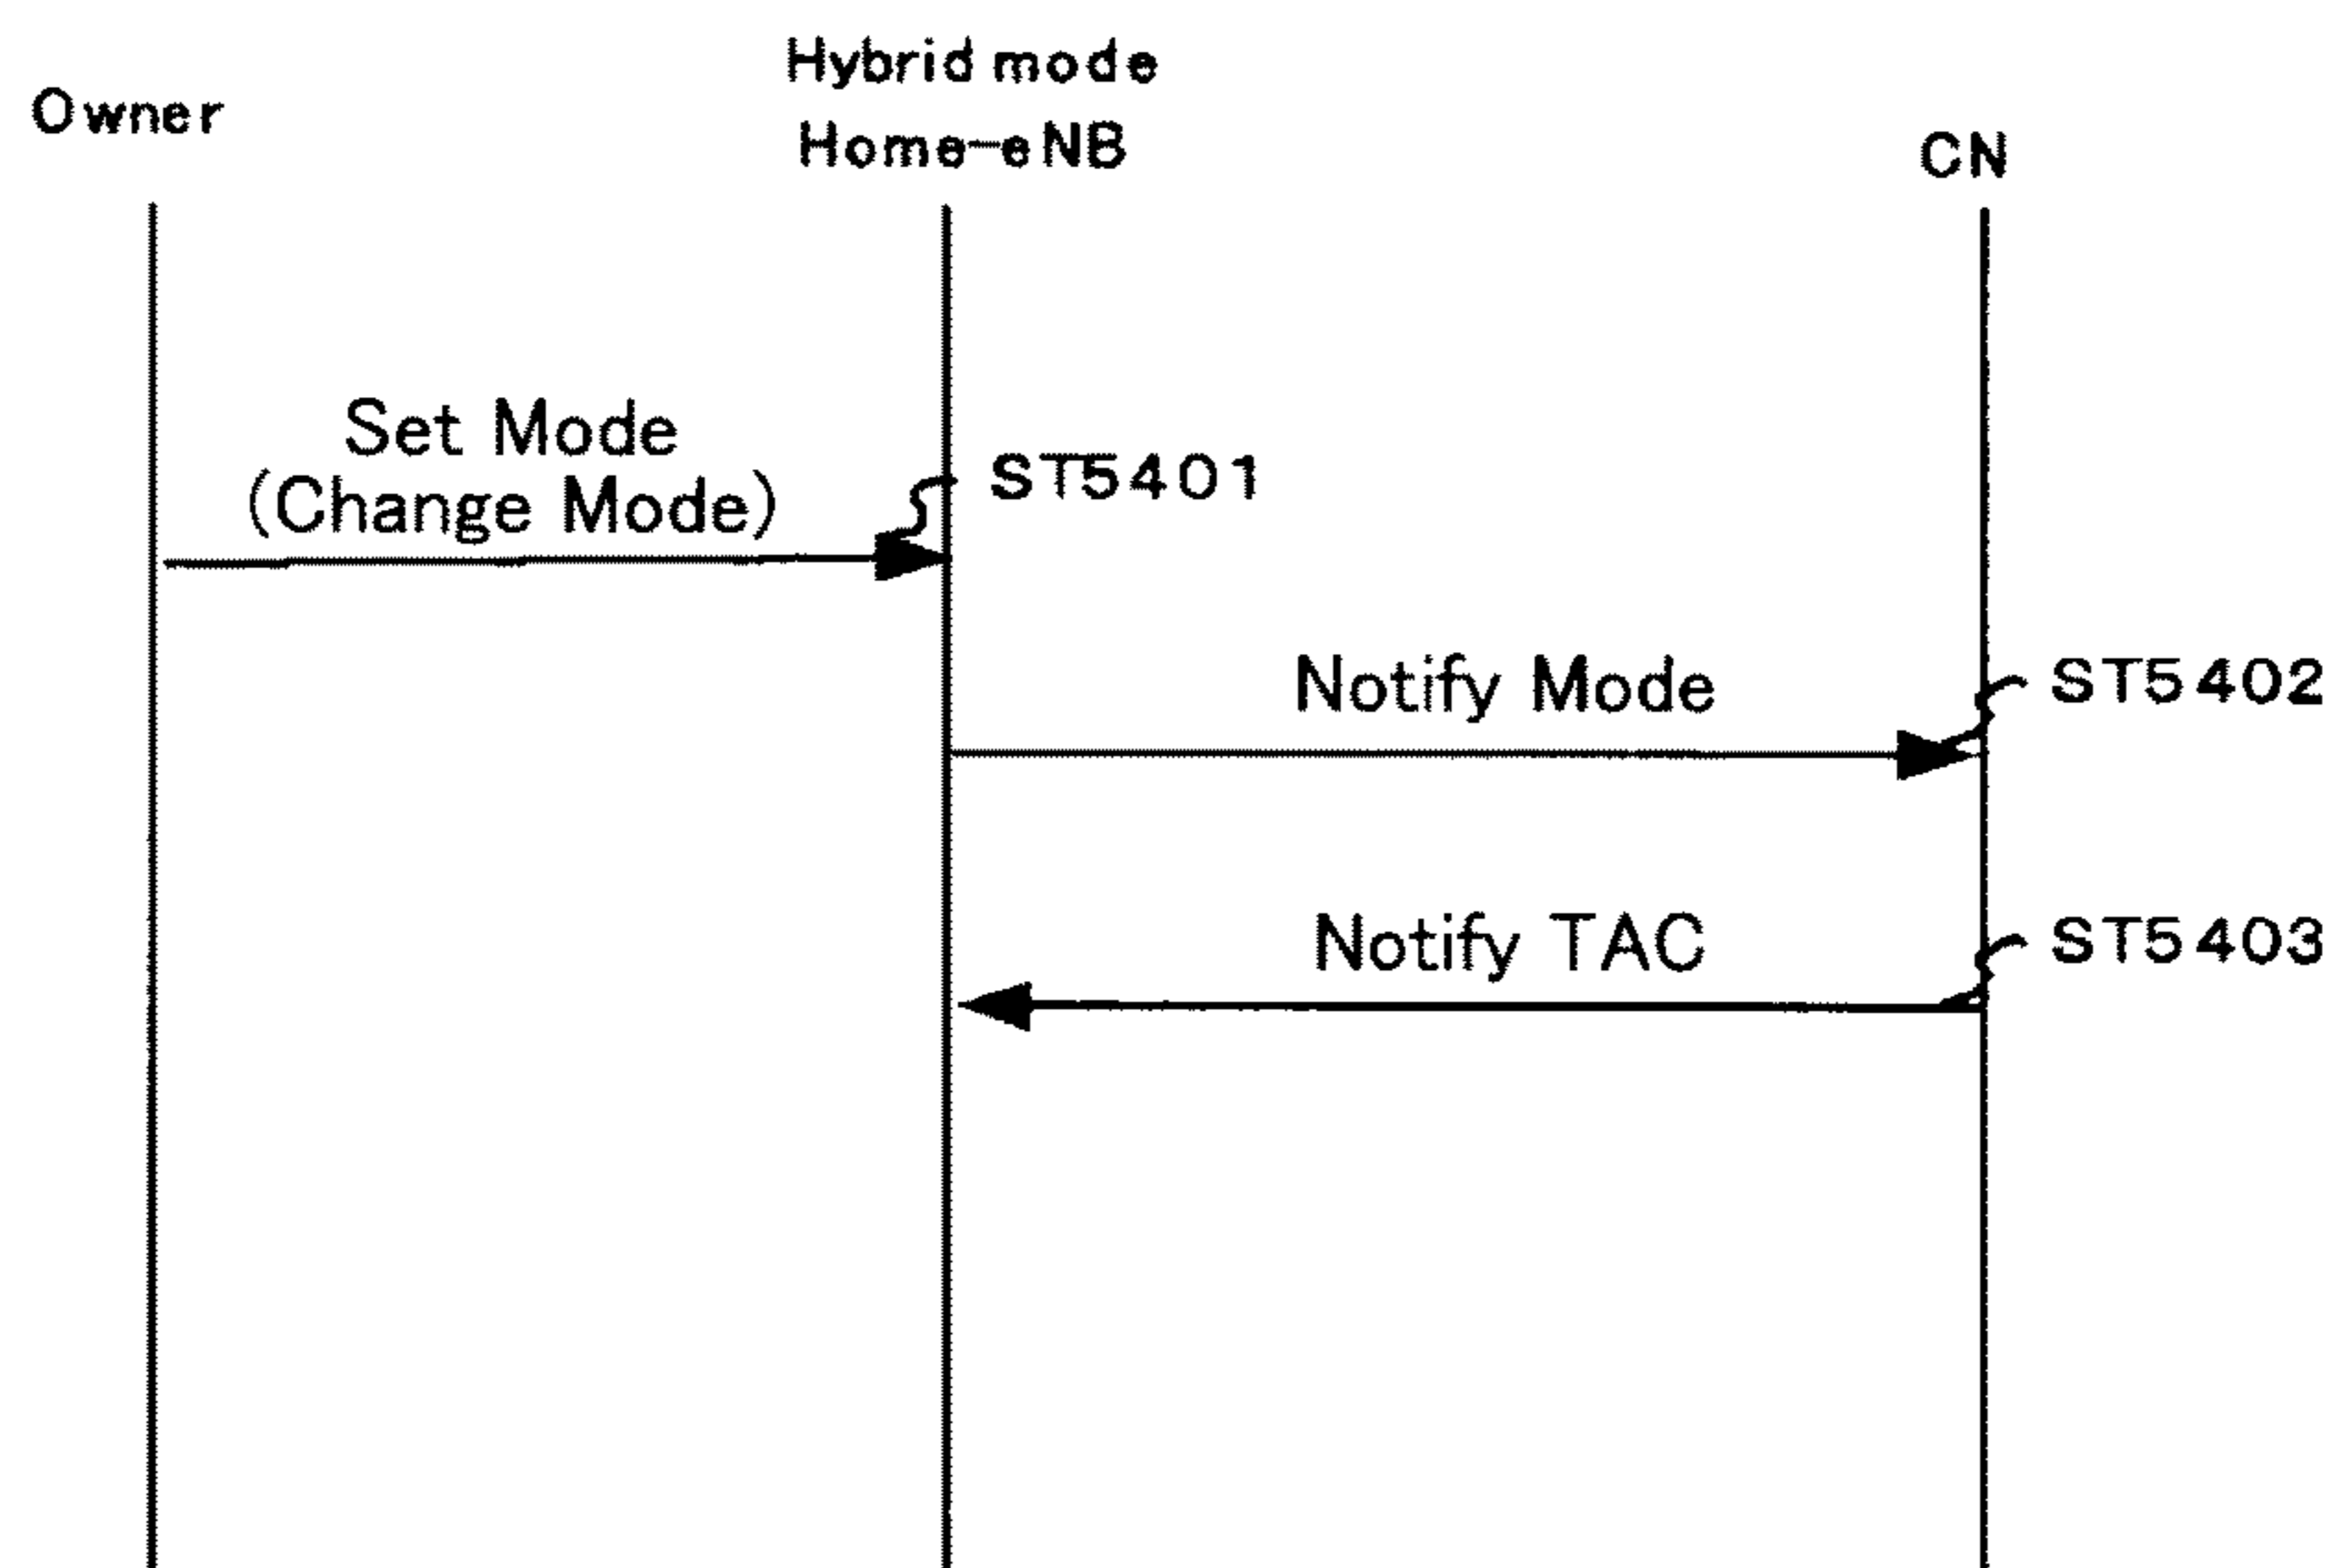 Owner
Hybrid mode
Home-eNB
CN
Set Mode
(Change Mode)
ST5401
Notify Mode
ST5402
Notify TAC
ST5403